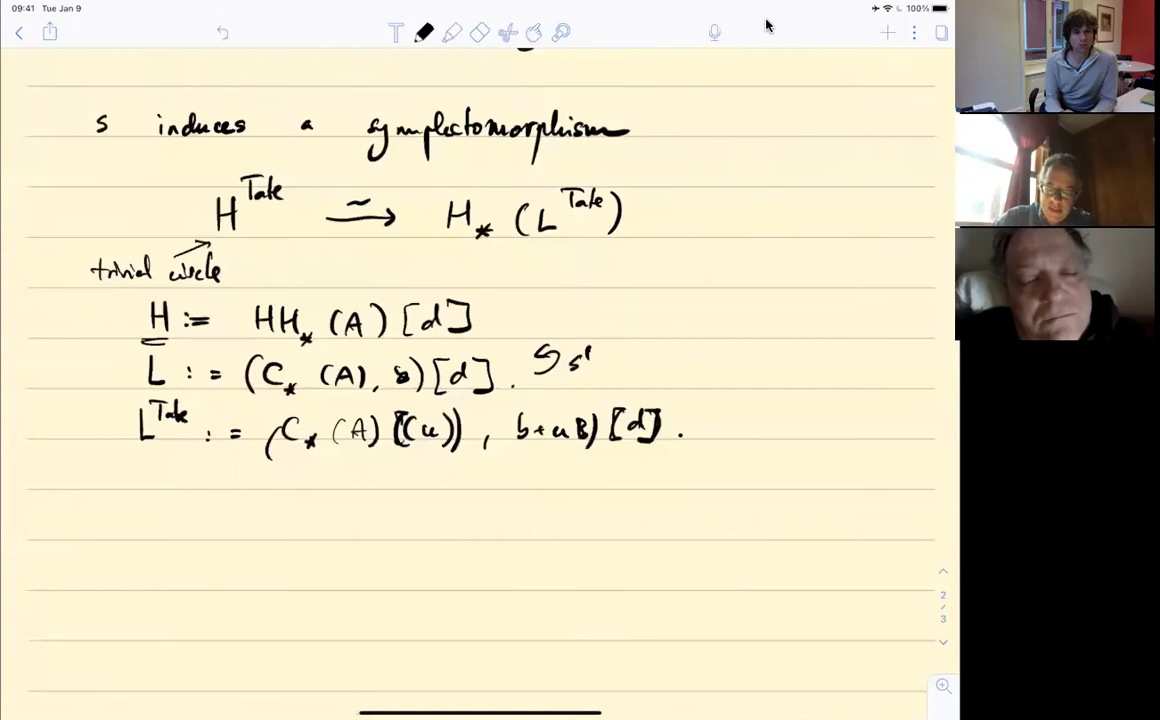 09:41 Tue Jan 9 100%
s induces a symplectomorphism
H^Tate ≃→ H_* (L^Tate)
trivial circle
H := HH_* (A) [d]
L := (C_* (A), b)[d]. ↻ S¹
L^Tate := (C_* (A)((u)), b+uB)[d].
2
/
3